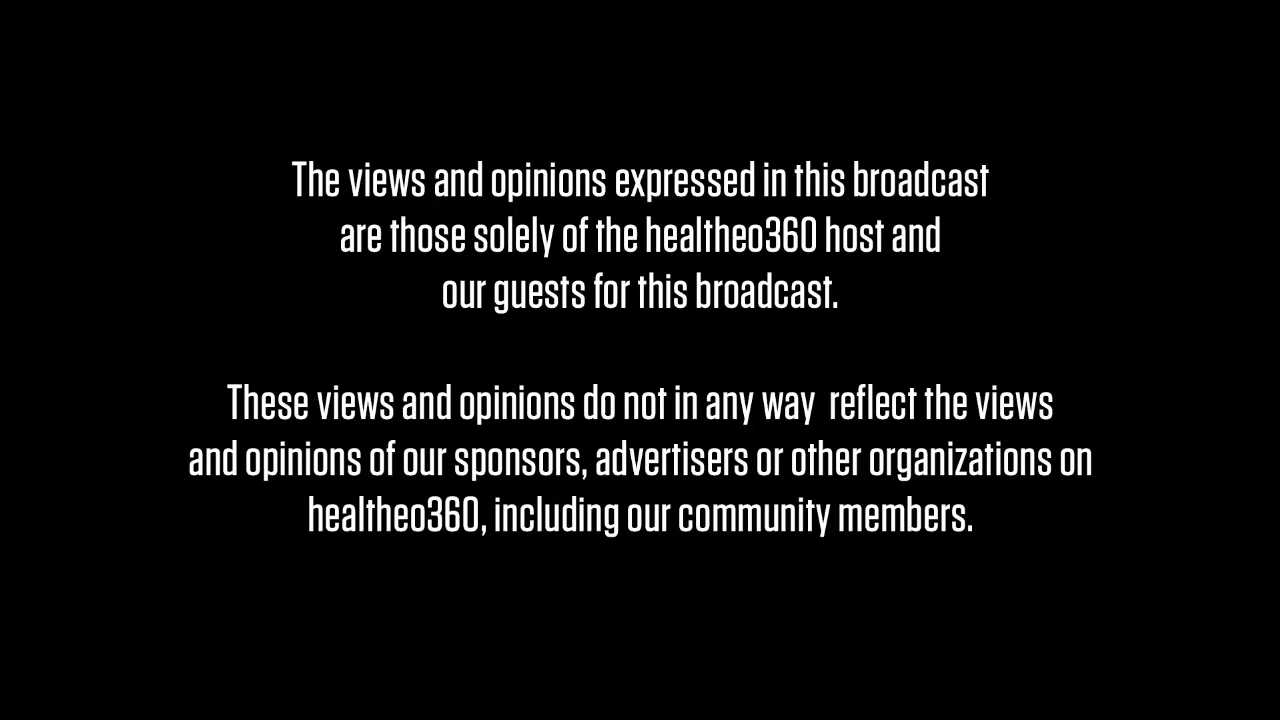 The views and opinions expressed in this broadcast
are those solely of the healtheo360 host and
our guests for this broadcast.
These views and opinions do not in any way  reflect the views
and opinions of our sponsors, advertisers or other organizations on
healtheo360, including our community members.